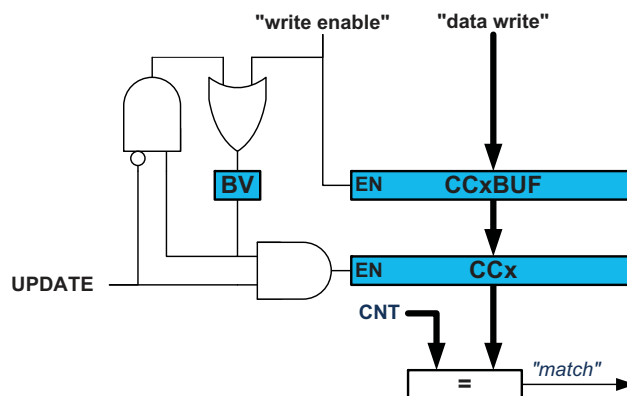 "write enable" "data write"
BV
EN CCxBUF
EN CCx
UPDATE
CNT
"match"
=